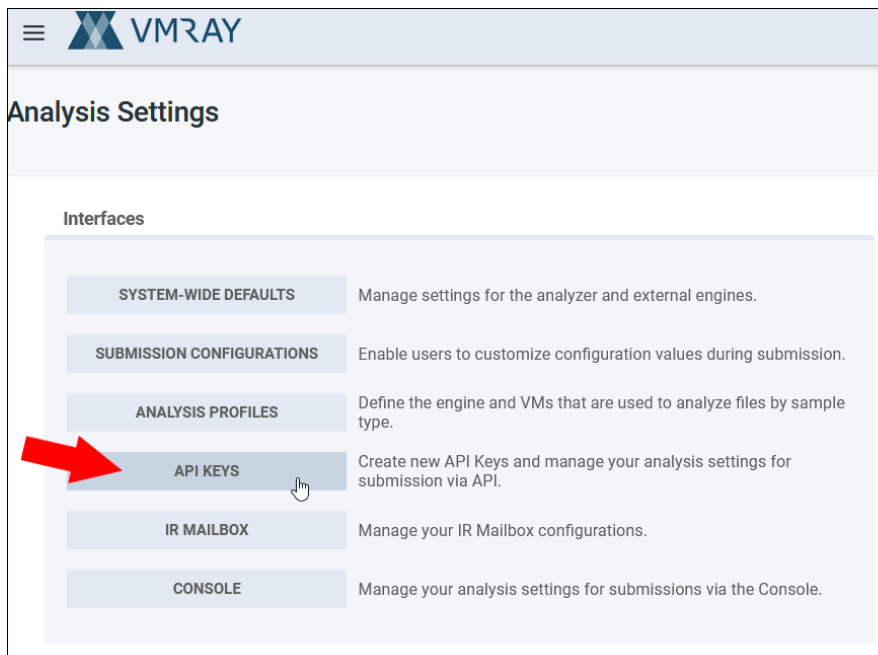 VMRAY
Analysis Settings
Interfaces
SYSTEM-WIDE DEFAULTS
Manage settings for the analyzer and external engines.
SUBMISSION CONFIGURATIONS
Enable users to customize configuration values during submission.
ANALYSIS PROFILES
Define the engine and VMs that are used to analyze files by sample
type.
API KEYS
Create new API Keys and manage your analysis settings for
submission via API.
IR MAILBOX
Manage your IR Mailbox configurations.
CONSOLE
Manage your analysis settings for submissions via the Console.